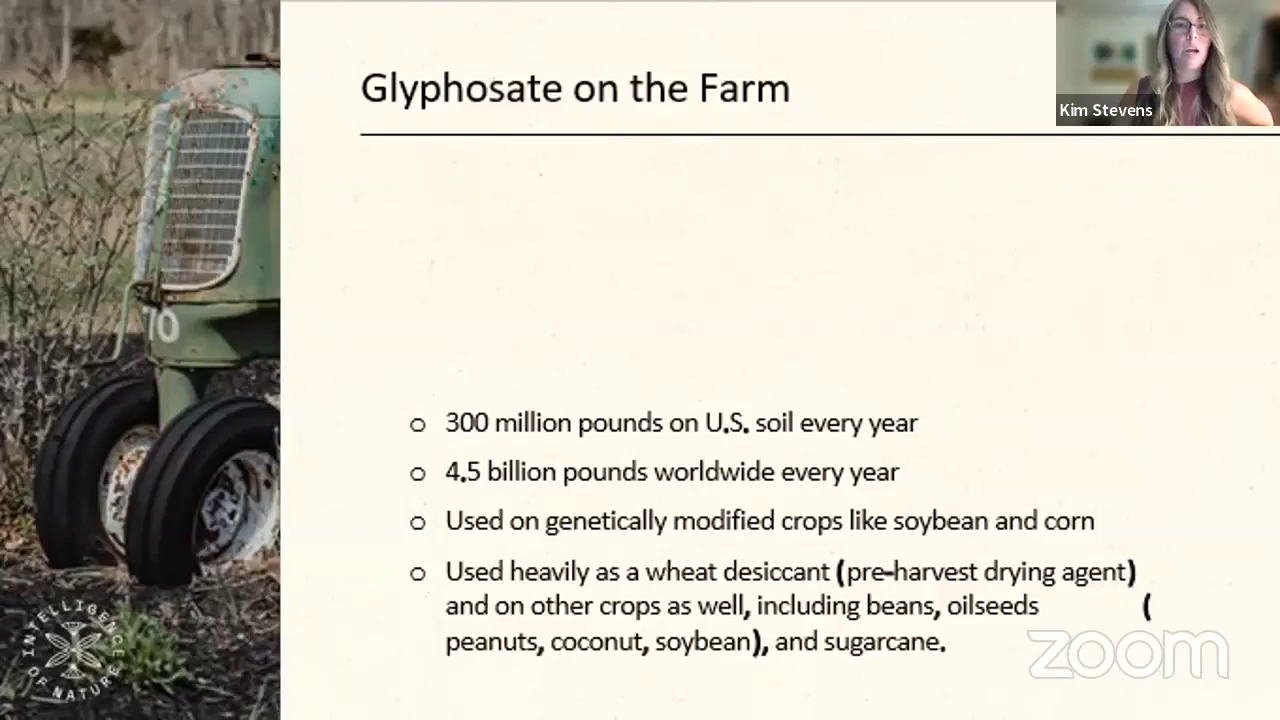 Glyphosate on the Farm
Kim Stevens
70
o 300 million pounds on U.S. soil every year
o 4.5 billion pounds worldwide every year
o Used on genetically modified crops like soybean and corn
o Used heavily as a wheat desiccant (pre-harvest drying agent)
and on other crops as well, including beans, oilseeds (
peanuts, coconut, soybean), and sugarcane.
INTELLIGENCE OF NATURE
zoom